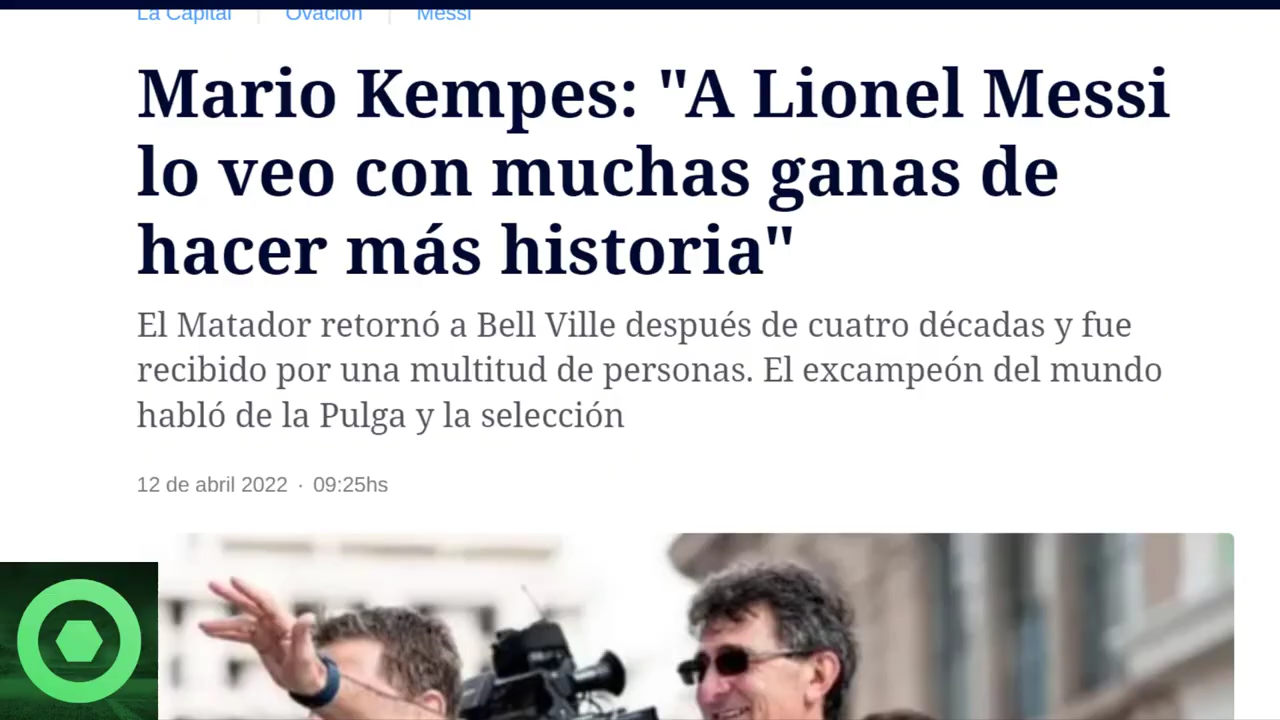 La Capital | Ovación | Messi
Mario Kempes: "A Lionel Messi
lo veo con muchas ganas de
hacer más historia"
El Matador retornó a Bell Ville después de cuatro décadas y fue
recibido por una multitud de personas. El excampeón del mundo
habló de la Pulga y la selección
12 de abril 2022 · 09:25hs